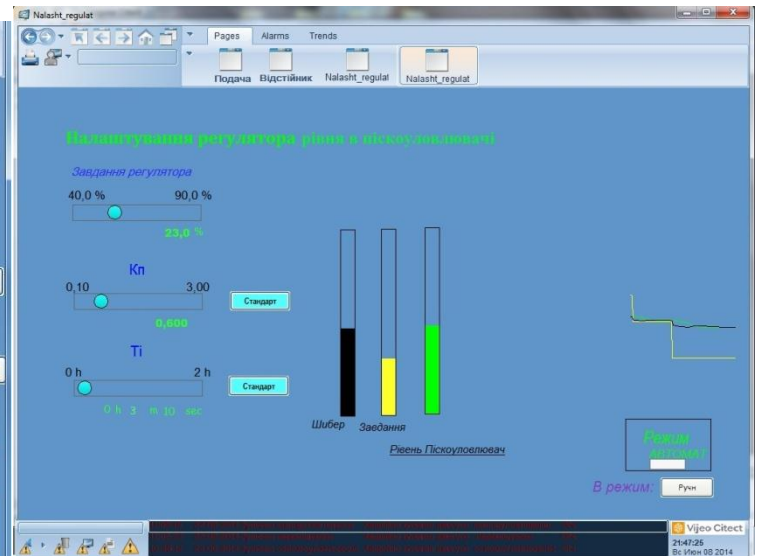 Nalasht_regulat
Pages Alarms Trends
Подача Відстійник Nalasht_regulat Nalasht_regulat
Налаштування регулятора рівня в піскоуловлювачі
Завдання регулятора
40,0 % 90,0 %
23,0 %
Кп
0,10 3,00
Стандарт
0,600
Ті
0 h 2 h
Стандарт
0 h 3 m 10 sec
Шибер Завдання
Рівень Піскоуловлювач
Режим
АВТОМАТ
В режим: Ручн
Vijeo Citect
21:47:25
Вс Июн 08 2014